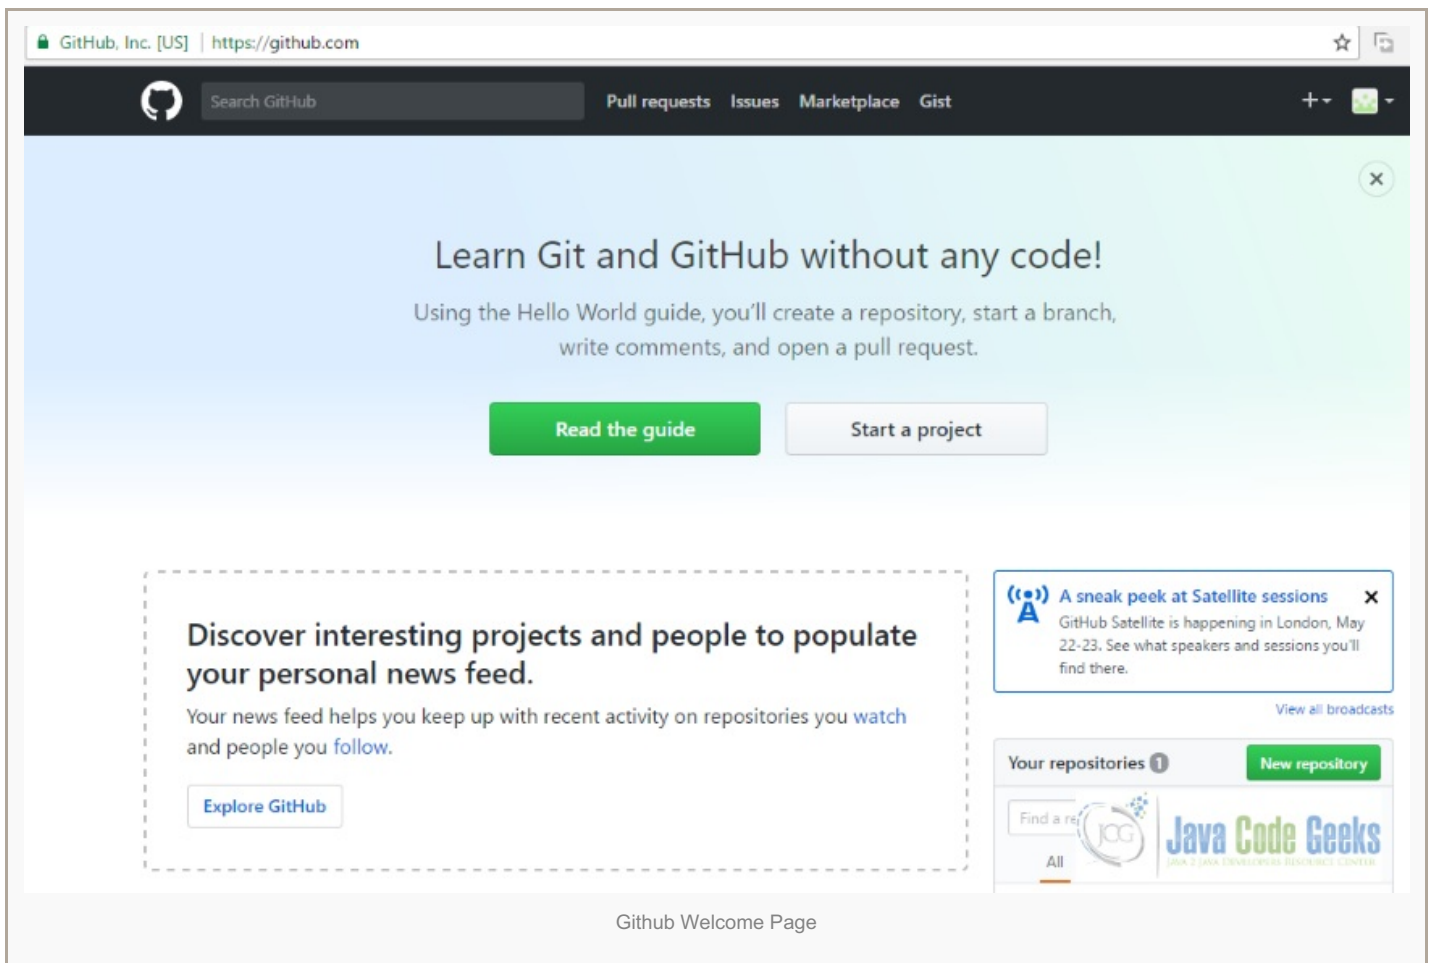 GitHub, Inc. [US] | https://github.com
Search GitHub
Pull requests Issues Marketplace Gist
Learn Git and GitHub without any code!
Using the Hello World guide, you'll create a repository, start a branch,
write comments, and open a pull request.
Read the guide
Start a project
Discover interesting projects and people to populate
your personal news feed.
Your news feed helps you keep up with recent activity on repositories you watch
and people you follow.
Explore GitHub
A sneak peek at Satellite sessions
GitHub Satellite is happening in London, May
22-23. See what speakers and sessions you'll
find there.
View all broadcasts
Your repositories 1
New repository
Find a re
All
JCG
Java Code Geeks
JAVA 2 JAVA DEVELOPERS RESOURCE CENTER
Github Welcome Page